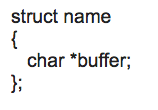 struct name
{
char *buffer;
};